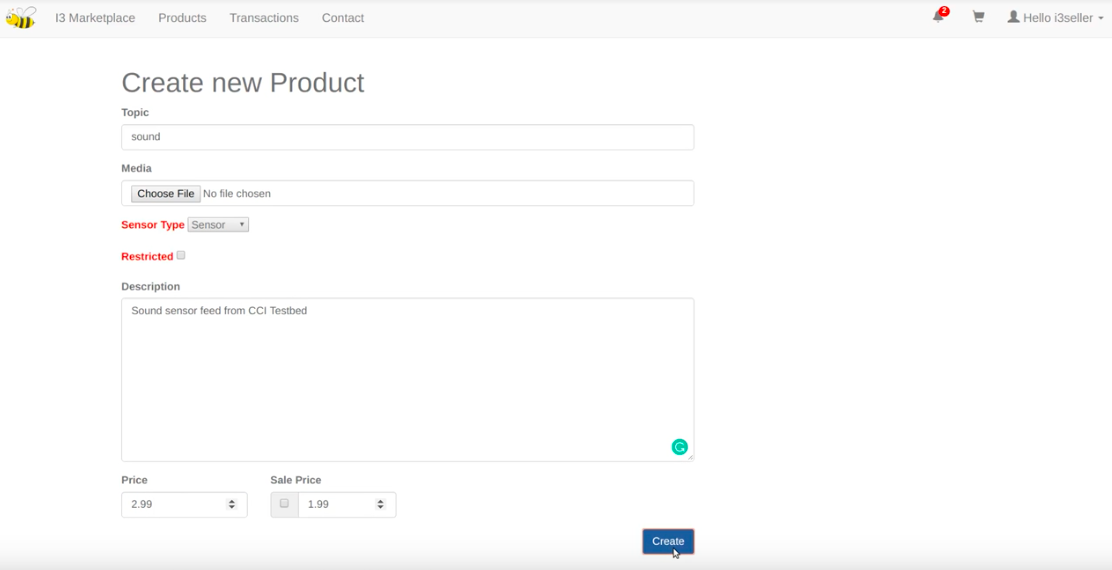 I3 Marketplace Products Transactions Contact 2 Hello i3seller
Create new Product
Topic
sound
Media
Choose File No file chosen
Sensor Type Sensor
Restricted
Description
Sound sensor feed from CCI Testbed
Price Sale Price
2.99 1.99
Create